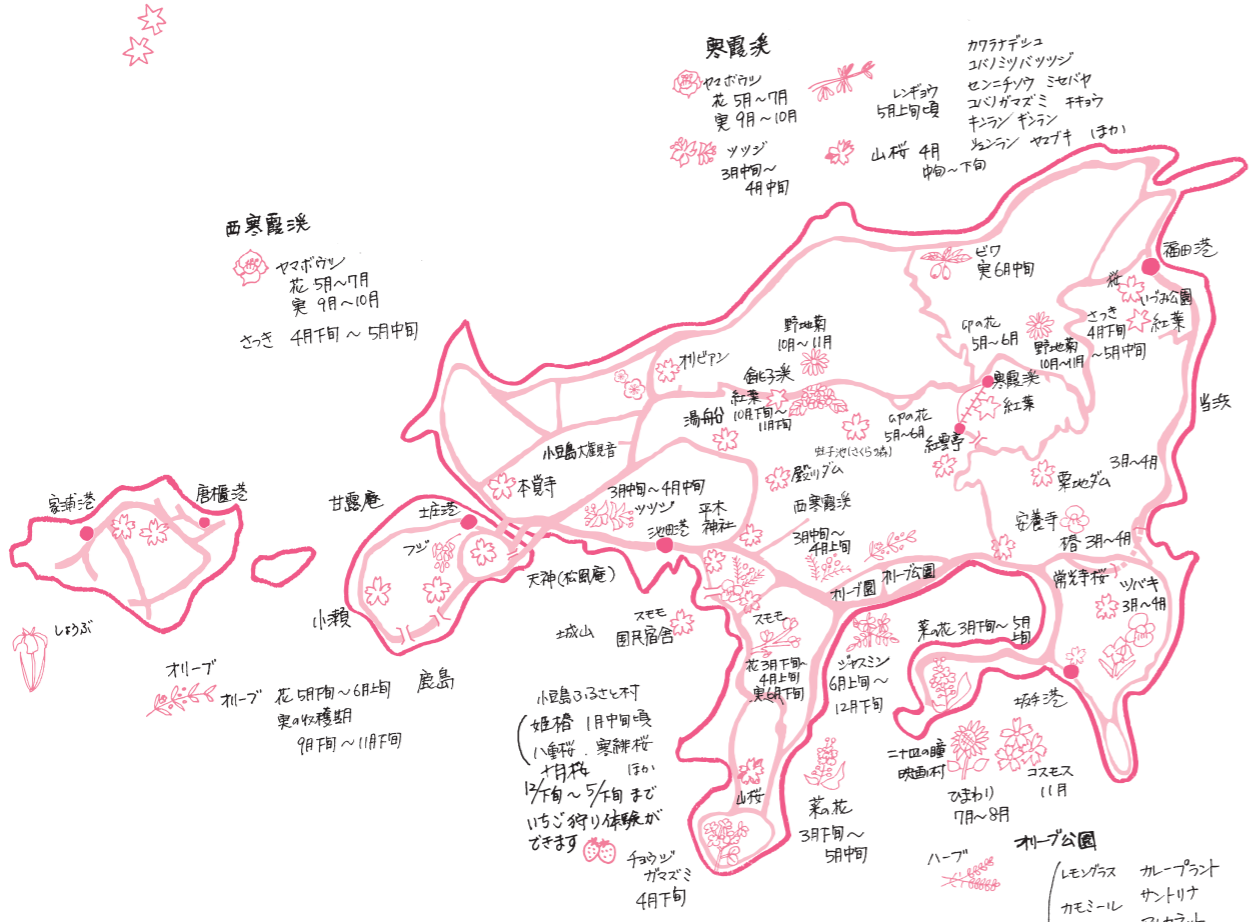 寒霞渓
ヤマボウシ
花 5月〜7月
実 9月〜10月
ツツジ
3月中旬〜
4月中旬
レンギョウ
5月上旬頃
山桜 4月
中旬〜下旬
カワラナデシコ
コバノミツバツツジ
センニチソウ ミセバヤ
コバノガマズミ キキョウ
キンラン ギンラン
シュンラン ヤマブキ ほか
西寒霞渓
ヤマボウシ
花 5月〜7月
実 9月〜10月
さつき 4月下旬 〜 5月中旬
ビワ
実 6月中旬
福田港
桜
いづみ公園
紅葉
さつき
4月下旬
〜5月中旬
卯の花
5月〜6月
野地菊
10月〜11月
野地菊
10月〜11月
オリビアン
銚子渓
紅葉
10月下旬〜
11月下旬
湯船
卯の花
5月〜6月
寒霞渓
紅葉
紅雲亭
当浜
小豆島大観音
蛙子池(さくらの森)
殿川ダム
西寒霞渓
3月中旬〜
4月上旬
3月〜4月
粟地ダム
安養寺
椿 3月〜4月
本覚寺
3月中旬〜4月中旬
ツツジ
池田港
平木
神社
家浦港
唐櫃港
甘露庵
土庄港
フジ
天神(松風庵)
小瀬
鹿島
しょうぶ
オリーブ
オリーブ 花 5月下旬〜6月上旬
実の収穫期
9月下旬〜11月下旬
土城山
スモモ
国民宿舎
スモモ
花 3月下旬〜
4月上旬
実 6月下旬
オリーブ園
オリーブ公園
ジャスミン
6月上旬〜
12月下旬
菜の花 3月下旬〜5月
上旬
常光寺桜
ツバキ
3月〜4月
坂手港
小豆島ふるさと村
姫椿 1月中旬頃
八重桜、寒緋桜
十月桜 ほか
12/下旬〜5/下旬まで
いちご狩り体験が
できます
山桜
チョウジ
ガマズミ
4月下旬
菜の花
3月下旬〜
5月中旬
二十四の瞳
映画村
ひまわり
7月〜8月
コスモス
11月
オリーブ公園
ハーブ
レモングラス カレープラント
カモミール サントリナ